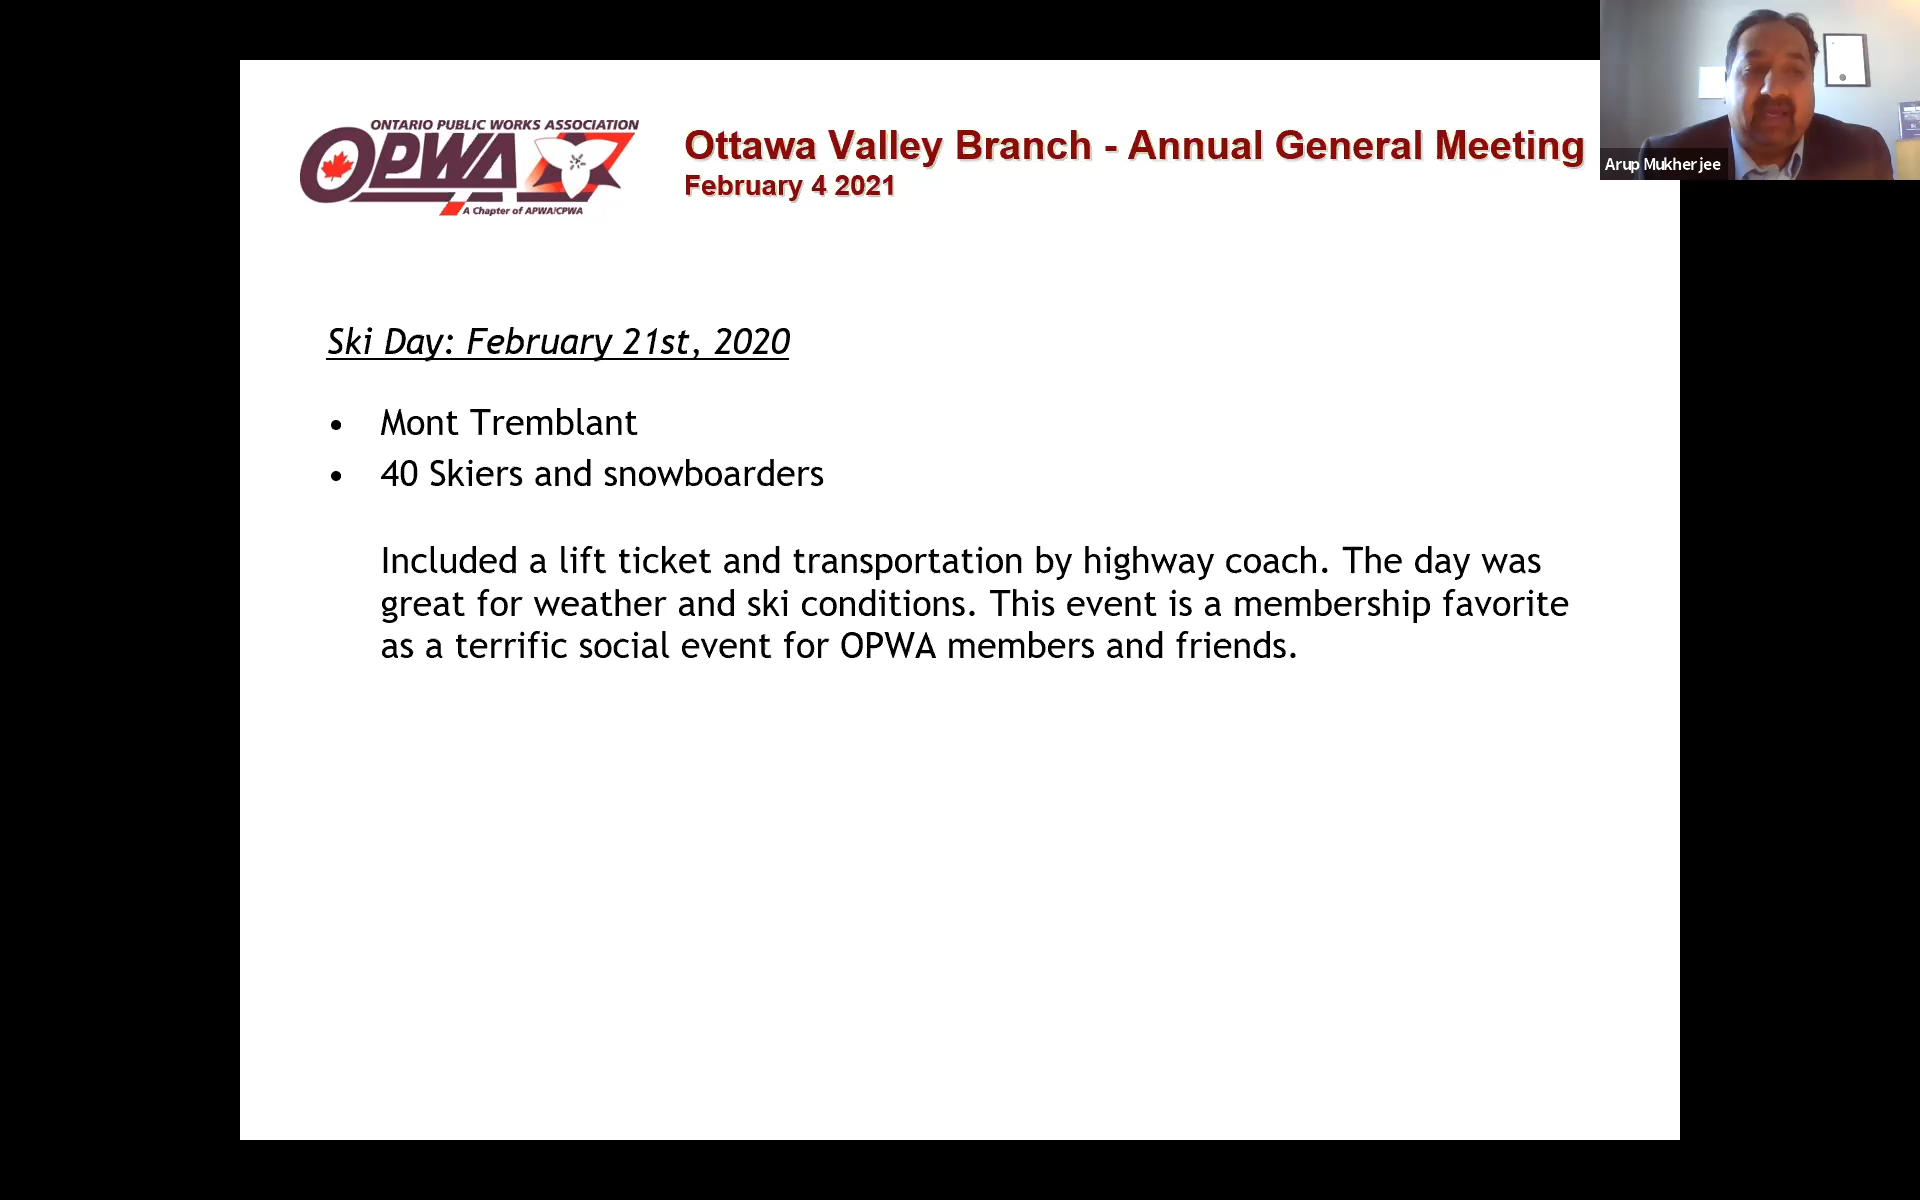 ONTARIO PUBLIC WORKS ASSOCIATION
OPWA
A Chapter of APWA/CPWA
Ottawa Valley Branch - Annual General Meeting
February 4 2021
Arup Mukherjee
Ski Day: February 21st, 2020
• Mont Tremblant
• 40 Skiers and snowboarders
Included a lift ticket and transportation by highway coach. The day was
great for weather and ski conditions. This event is a membership favorite
as a terrific social event for OPWA members and friends.